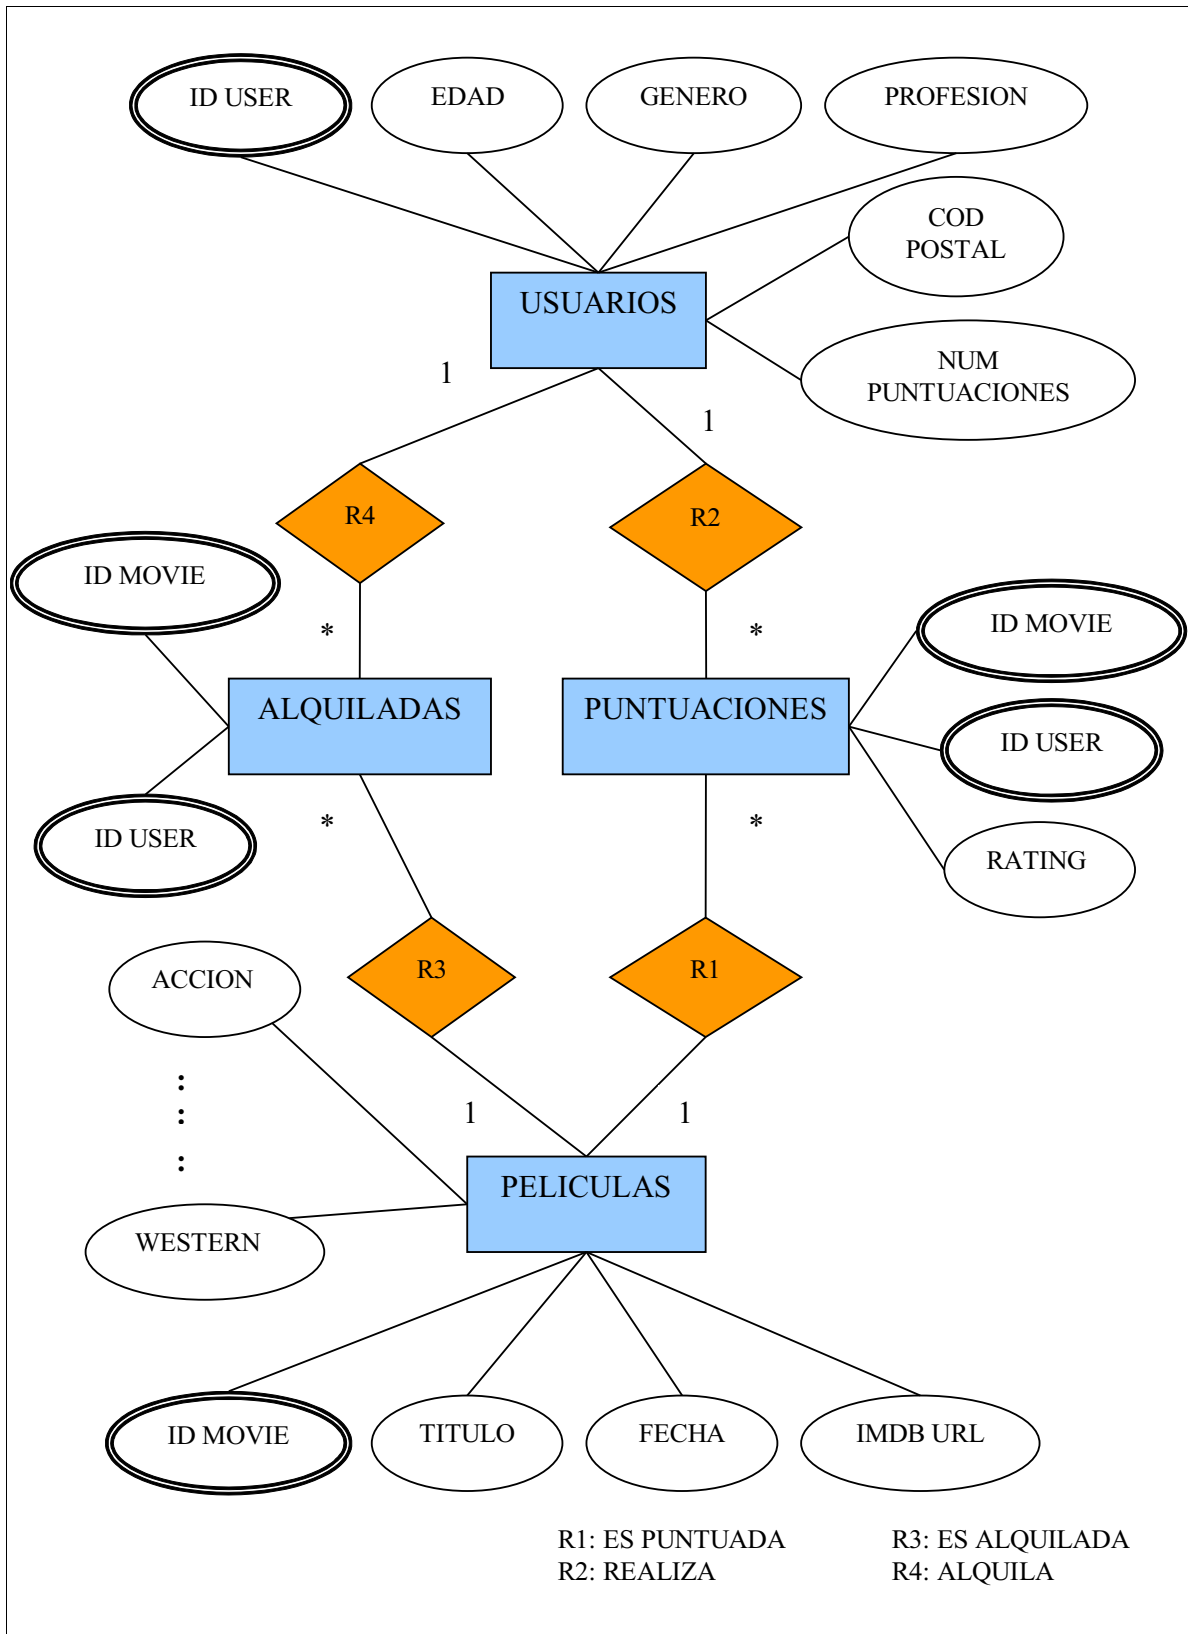 ID USER
EDAD
GENERO
PROFESION
COD
POSTAL
USUARIOS
NUM
PUNTUACIONES
1
1
R4
R2
ID MOVIE
*
*
ID MOVIE
ALQUILADAS
PUNTUACIONES
ID USER
*
*
ID USER
RATING
ACCION
R3
R1
:
:
:
1
1
PELICULAS
WESTERN
ID MOVIE
TITULO
FECHA
IMDB URL
R1: ES PUNTUADA
R3: ES ALQUILADA
R2: REALIZA
R4: ALQUILA